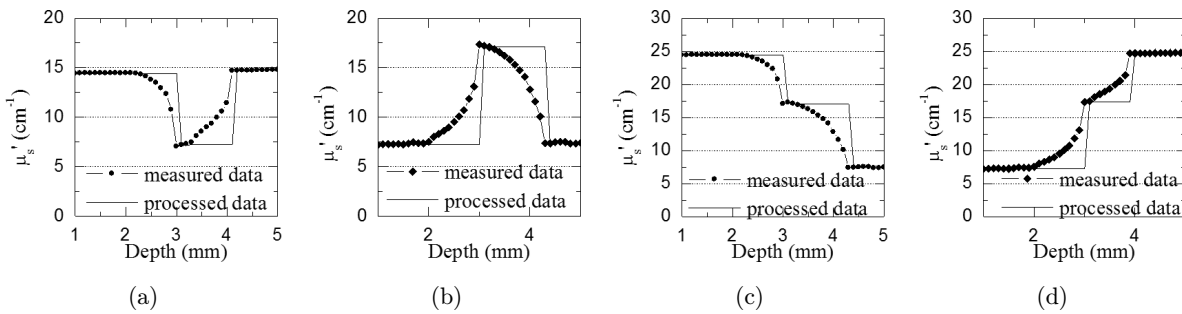 20
15
10
5
0
μs' (cm⁻¹)
measured data
processed data
1 2 3 4 5
Depth (mm)
(a)
20
15
10
5
0
μs' (cm⁻¹)
measured data
processed data
2 4
Depth (mm)
(b)
30
25
20
15
10
5
0
μs' (cm⁻¹)
measured data
processed data
1 2 3 4 5
Depth (mm)
(c)
30
25
20
15
10
5
0
μs' (cm⁻¹)
measured data
processed data
2 4
Depth (mm)
(d)